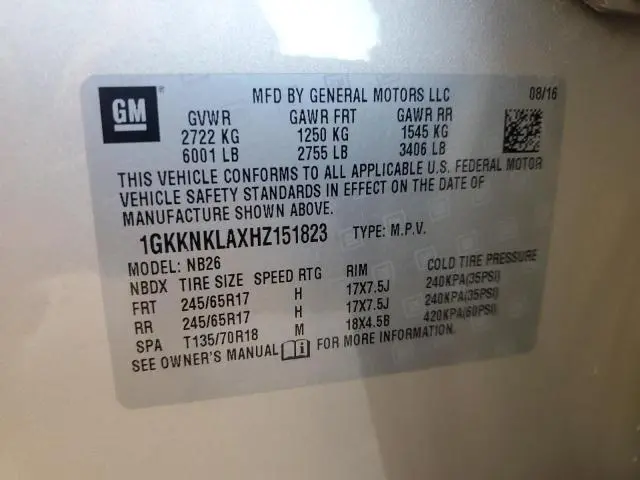 GM ®
MFD BY GENERAL MOTORS LLC 08/16
GVWR GAWR FRT GAWR RR
2722 KG 1250 KG 1545 KG
6001 LB 2755 LB 3406 LB
THIS VEHICLE CONFORMS TO ALL APPLICABLE U.S. FEDERAL MOTOR
VEHICLE SAFETY STANDARDS IN EFFECT ON THE DATE OF
MANUFACTURE SHOWN ABOVE.
1GKKNKLAXHZ151823 TYPE: M.P.V.
MODEL: NB26
NBDX TIRE SIZE SPEED RTG RIM COLD TIRE PRESSURE
FRT 245/65R17 H 17X7.5J 240KPA(35PSI)
RR 245/65R17 H 17X7.5J 240KPA(35PSI)
SPA T135/70R18 M 18X4.5B 420KPA(60PSI)
SEE OWNER'S MANUAL FOR MORE INFORMATION.